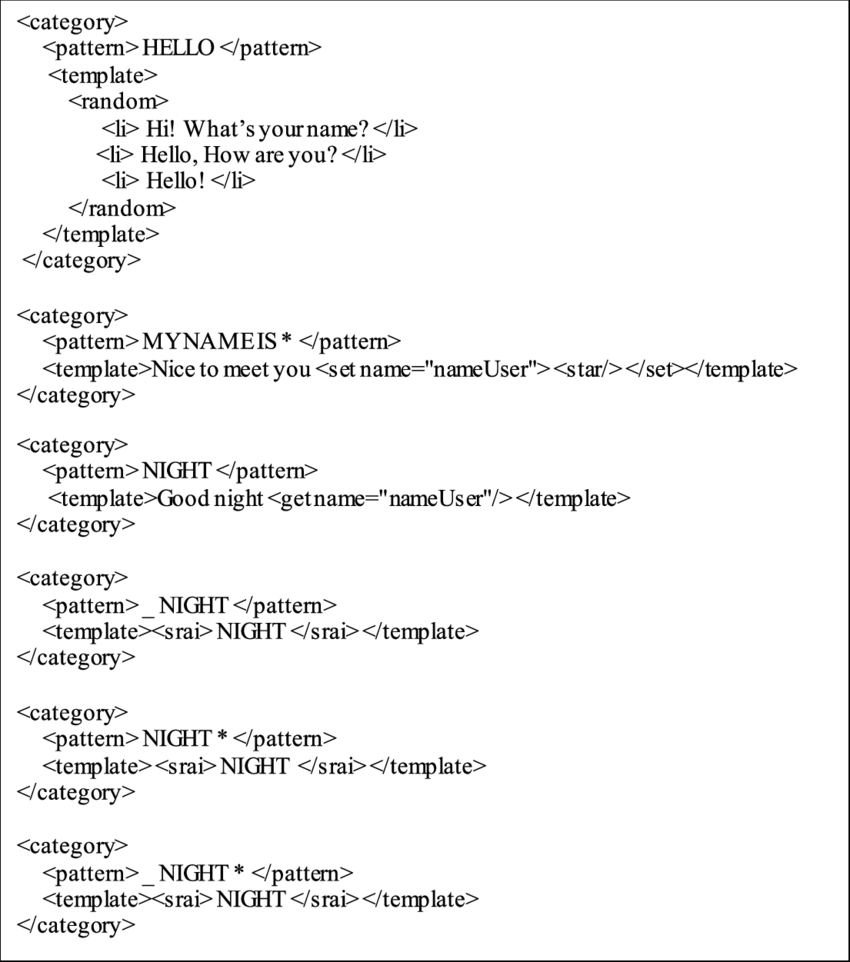 <category>
<pattern> HELLO </pattern>
<template>
<random>
<li> Hi! What’s your name? </li>
<li> Hello, How are you? </li>
<li> Hello! </li>
</random>
</template>
</category>
<category>
<pattern> MY NAME IS * </pattern>
<template>Nice to meet you <set name="nameUser"><star/></set></template>
</category>
<category>
<pattern> NIGHT </pattern>
<template>Good night <get name="nameUser"/></template>
</category>
<category>
<pattern> _ NIGHT </pattern>
<template><srai> NIGHT </srai></template>
</category>
<category>
<pattern> NIGHT * </pattern>
<template><srai> NIGHT </srai></template>
</category>
<category>
<pattern> _ NIGHT * </pattern>
<template><srai> NIGHT </srai></template>
</category>